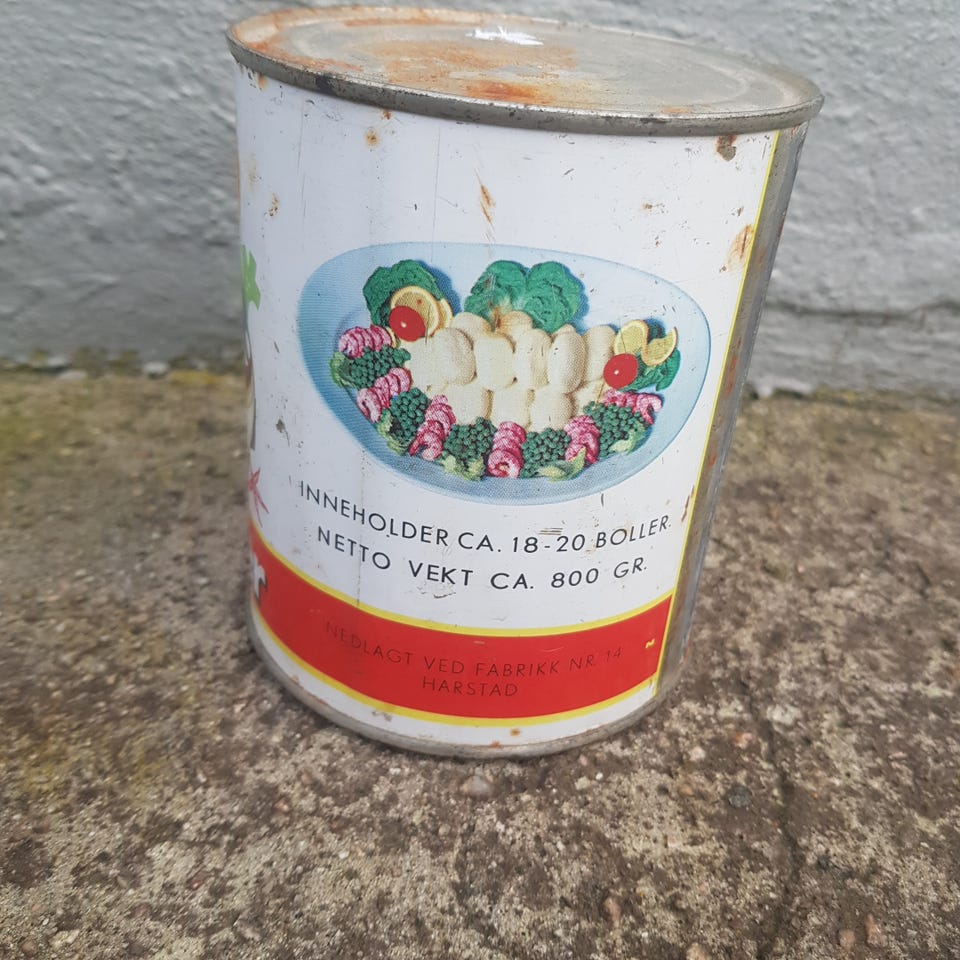 INNEHOLDER CA. 18-20 BOLLER.
NETTO VEKT CA. 800 GR.
NEDLAGT VED FABRIKK NR. 14
HARSTAD